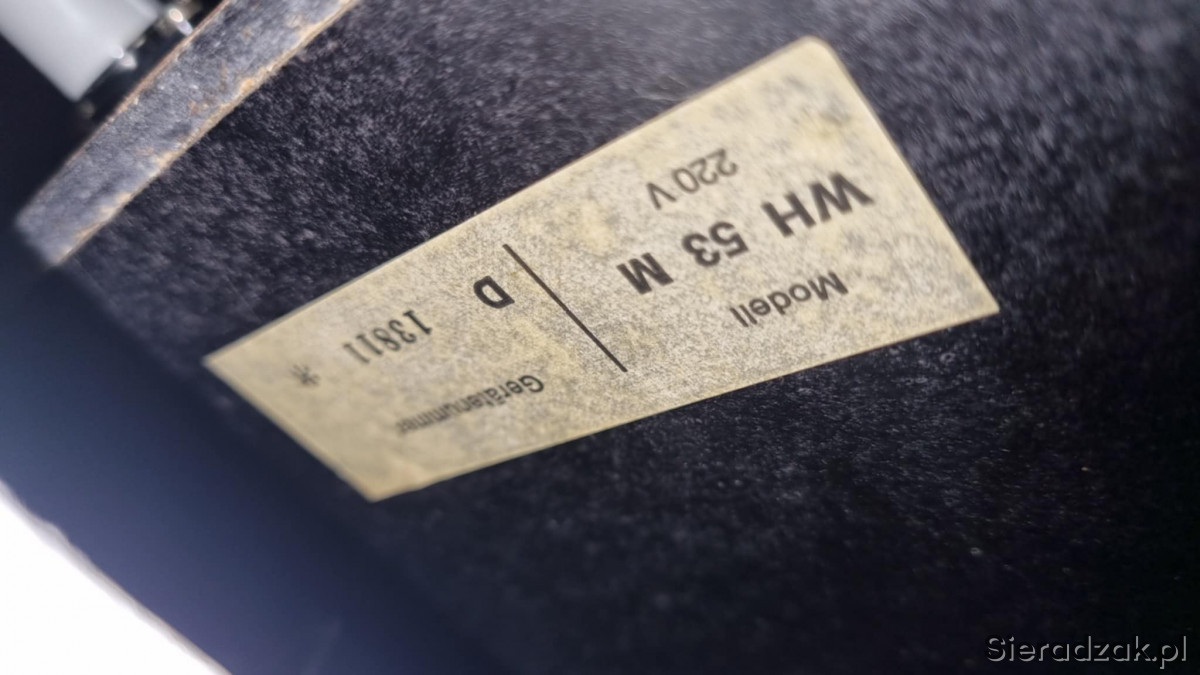 Modell
WH 53 M
220 V
Gerätenummer
D 13811 *
Sieradzak.pl